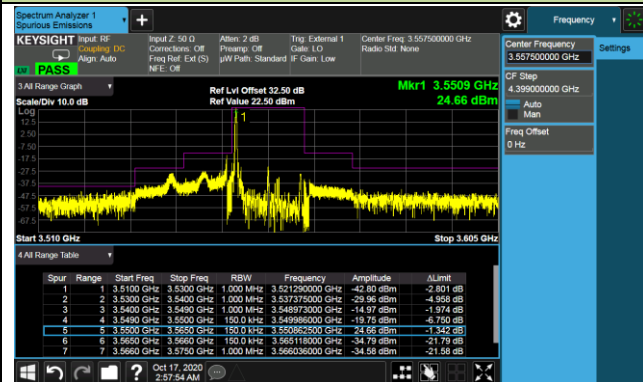 Spectrum Analyzer 1
Spurious Emissions
Frequency
KEYSIGHT
Input: RF
Coupling: DC
Align: Auto
Input Z: 50 Ω
Corrections: Off
Freq Ref: Ext (S)
NFE: Off
Atten: 2 dB
Preamp: Off
µW Path: Standard
Trig: External 1
Gate: LO
IF Gain: Low
Center Freq: 3.557500000 GHz
Radio Std: None
PASS
Center Frequency
3.557500000 GHz
Settings
CF Step
4.399000000 GHz
Auto
Man
Freq Offset
0 Hz
3 All Range Graph
Scale/Div 10.0 dB
Ref Lvl Offset 32.50 dB
Ref Value 22.50 dBm
Mkr1 3.5509 GHz
24.66 dBm
Log
12.5
2.50
-7.50
-17.5
-27.5
-37.5
-47.5
-57.5
-67.5
1
Start 3.510 GHz
Stop 3.605 GHz
4 All Range Table
Spur Range Start Freq Stop Freq RBW Frequency Amplitude ΔLimit
1 1 3.5100 GHz 3.5300 GHz 1.000 MHz 3.521290000 GHz -42.80 dBm -2.801 dB
2 2 3.5300 GHz 3.5400 GHz 1.000 MHz 3.537375000 GHz -29.96 dBm -4.958 dB
3 3 3.5400 GHz 3.5490 GHz 1.000 MHz 3.548973000 GHz -14.97 dBm -1.974 dB
4 4 3.5490 GHz 3.5500 GHz 150.0 kHz 3.549986000 GHz -19.75 dBm -6.750 dB
5 5 3.5500 GHz 3.5650 GHz 150.0 kHz 3.550862500 GHz 24.66 dBm -1.342 dB
6 6 3.5650 GHz 3.5660 GHz 150.0 kHz 3.565118000 GHz -34.79 dBm -21.79 dB
7 7 3.5660 GHz 3.5750 GHz 1.000 MHz 3.566036000 GHz -34.58 dBm -21.58 dB
Oct 17, 2020
2:57:54 AM